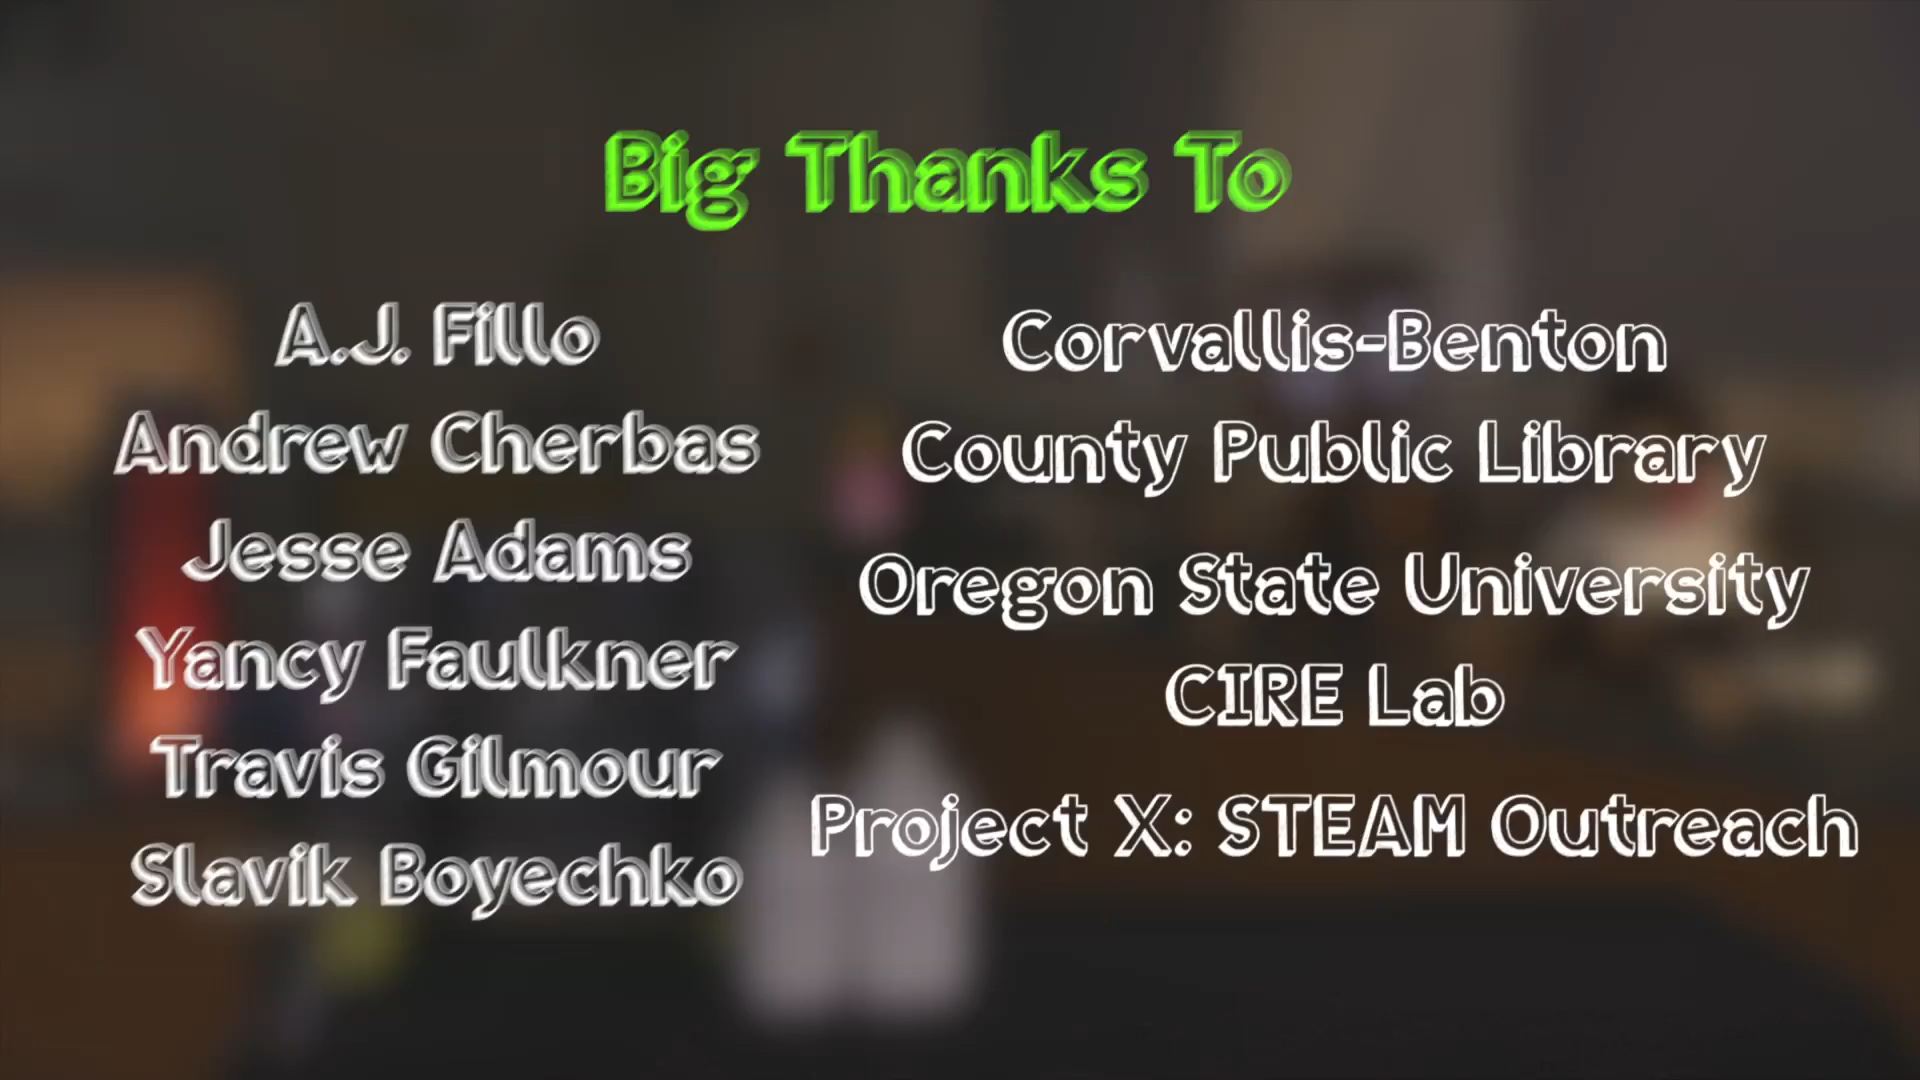 Big Thanks To
A.J. Fillo
Andrew Cherbas
Jesse Adams
Yancy Faulkner
Travis Gilmour
Slavik Boyechko
Corvallis-Benton
County Public Library
Oregon State University
CIRE Lab
Project X: STEAM Outreach